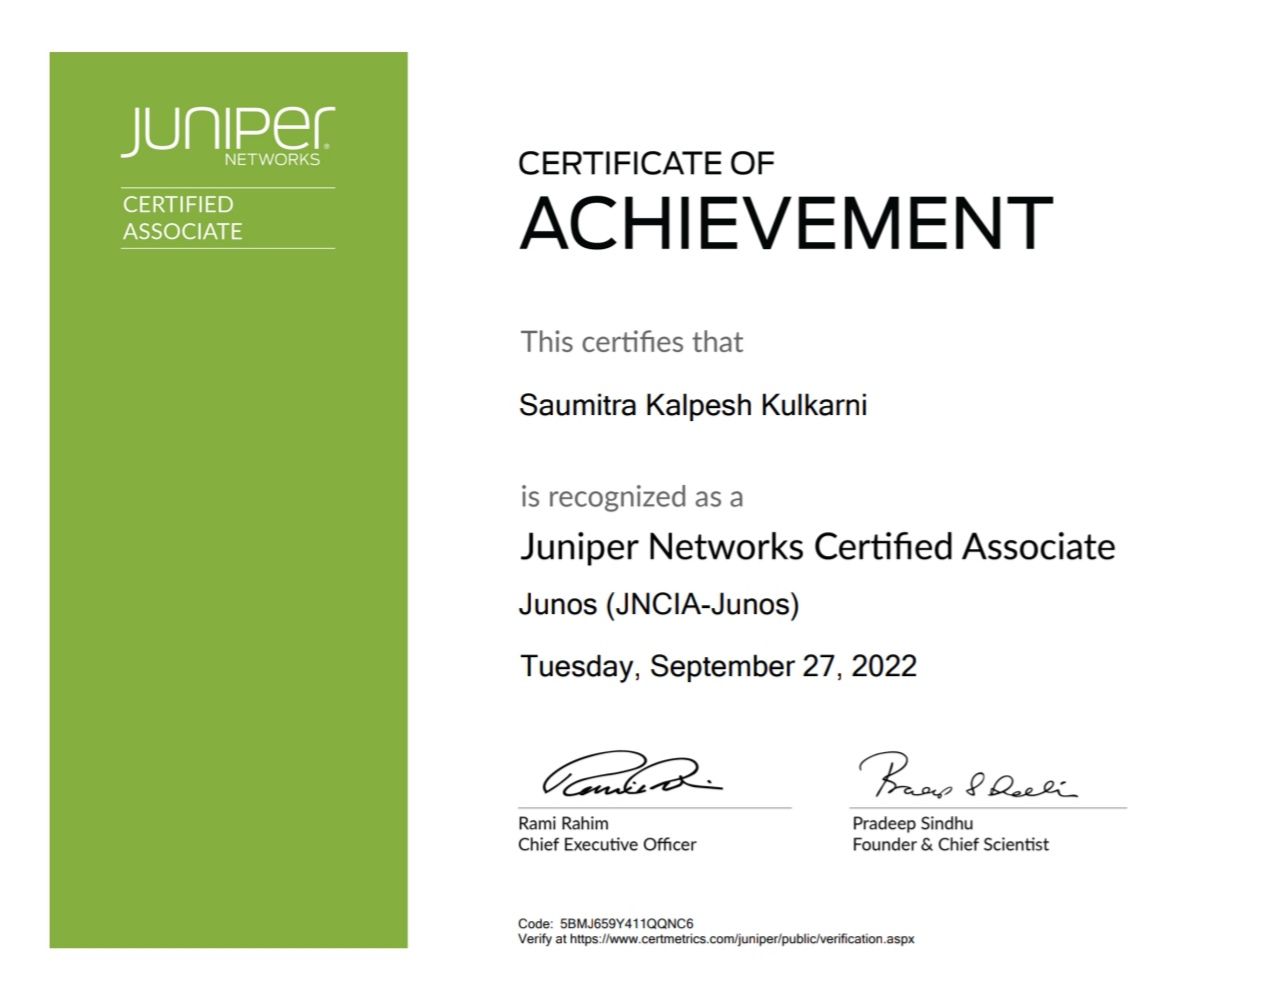 JUNIPEr
NETWORKS
CERTIFIED
ASSOCIATE
CERTIFICATE OF
ACHIEVEMENT
This certifies that
Saumitra Kalpesh Kulkarni
is recognized as a
Juniper Networks Certified Associate
Junos (JNCIA-Junos)
Tuesday, September 27, 2022
Rami Rahim
Chief Executive Officer
Pradeep Sindhu
Founder & Chief Scientist
Code: 5BMJ659Y411QQNC6
Verify at https://www.certmetrics.com/juniper/public/verification.aspx